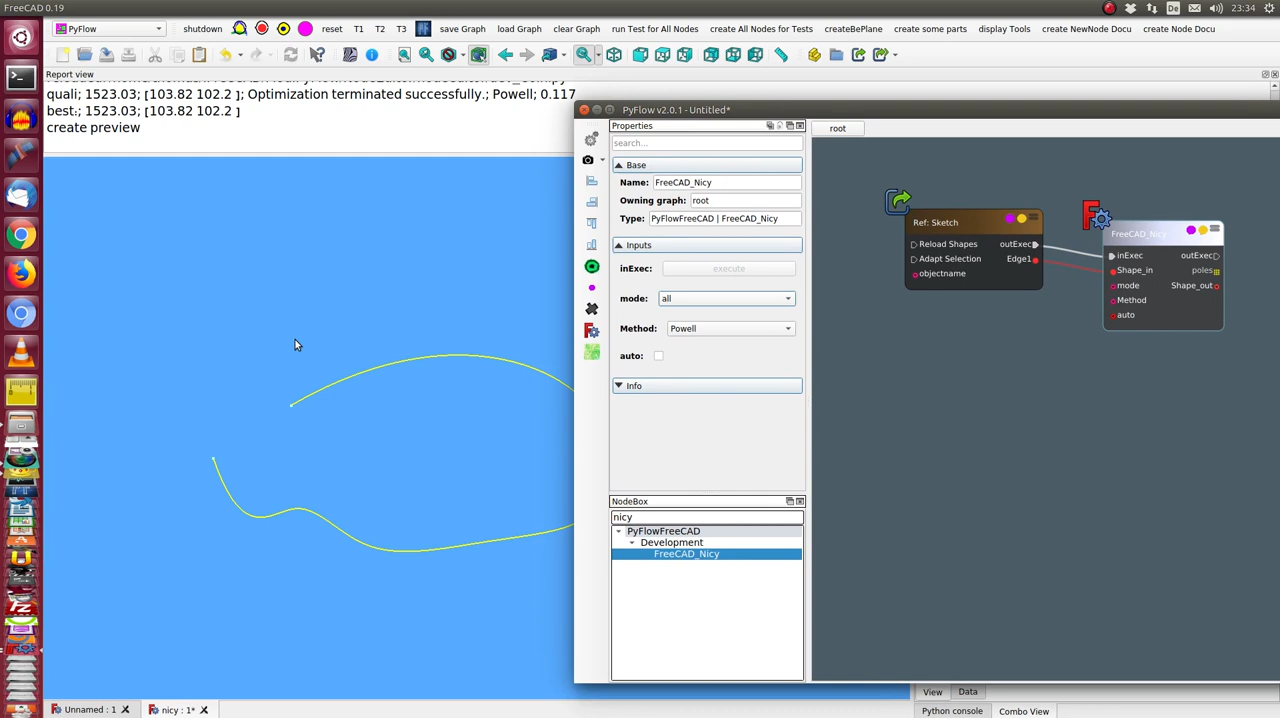 FreeCAD 0.19
De
23:34
PyFlow
shutdown
reset
T1
T2
T3
save Graph
load Graph
clear Graph
run Test for All Nodes
create All Nodes for Tests
createBePlane
create some parts
display Tools
create NewNode Docu
create Node Docu
Report view
quali; 1523.03; [103.82 102.2 ]; Optimization terminated successfully.; Powell; 0.117
best:; 1523.03; [103.82 102.2 ]
create preview
PyFlow v2.0.1 - Untitled*
Properties
root
search...
Base
Name: FreeCAD_Nicy
Owning graph: root
Type: PyFlowFreeCAD | FreeCAD_Nicy
Inputs
inExec: execute
mode: all
Method: Powell
auto:
Info
Ref: Sketch
Reload Shapes outExec
Adapt Selection Edge1
objectname
FreeCAD_Nicy
inExec outExec
Shape_in poles
mode Shape_out
Method
auto
NodeBox
nicy
PyFlowFreeCAD
Development
FreeCAD_Nicy
View
Data
Unnamed : 1
nicy : 1*
Python console
Combo View